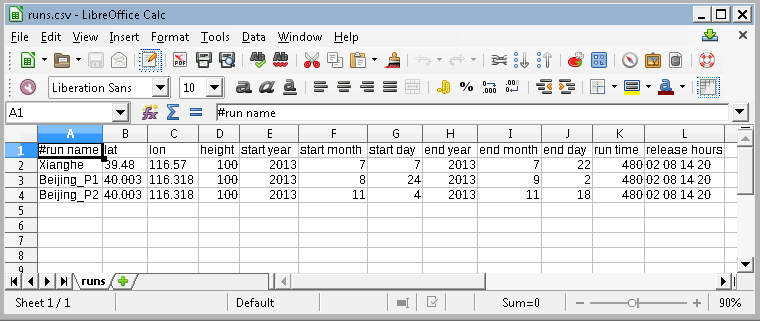 runs.csv - LibreOffice Calc
File Edit View Insert Format Tools Data Window Help
Liberation Sans 10 a a a % .000 .00
A1 #run name
A B C D E F G H I J K L
1 #run name lat lon height start year start month start day end year end month end day run time release hours
2 Xianghe 39.48 116.57 100 2013 7 7 2013 7 22 480 02 08 14 20
3 Beijing_P1 40.003 116.318 100 2013 8 24 2013 9 2 480 02 08 14 20
4 Beijing_P2 40.003 116.318 100 2013 11 4 2013 11 18 480 02 08 14 20
5
6
7
8
9
runs
Sheet 1 / 1 Default Sum=0 90%